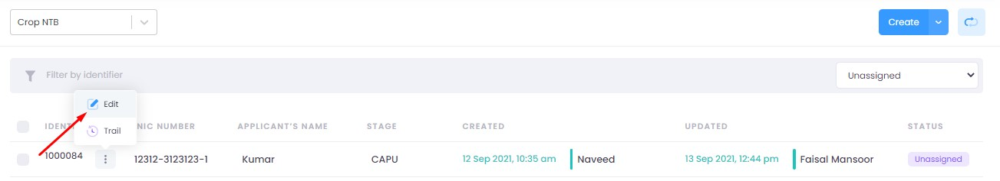 Crop NTB
Create
Filter by identifier
Unassigned
Edit
Trail
NIC NUMBER APPLICANT'S NAME STAGE CREATED UPDATED STATUS
1000084 12312-3123123-1 Kumar CAPU 12 Sep 2021, 10:35 am Naveed 13 Sep 2021, 12:44 pm Faisal Mansoor Unassigned